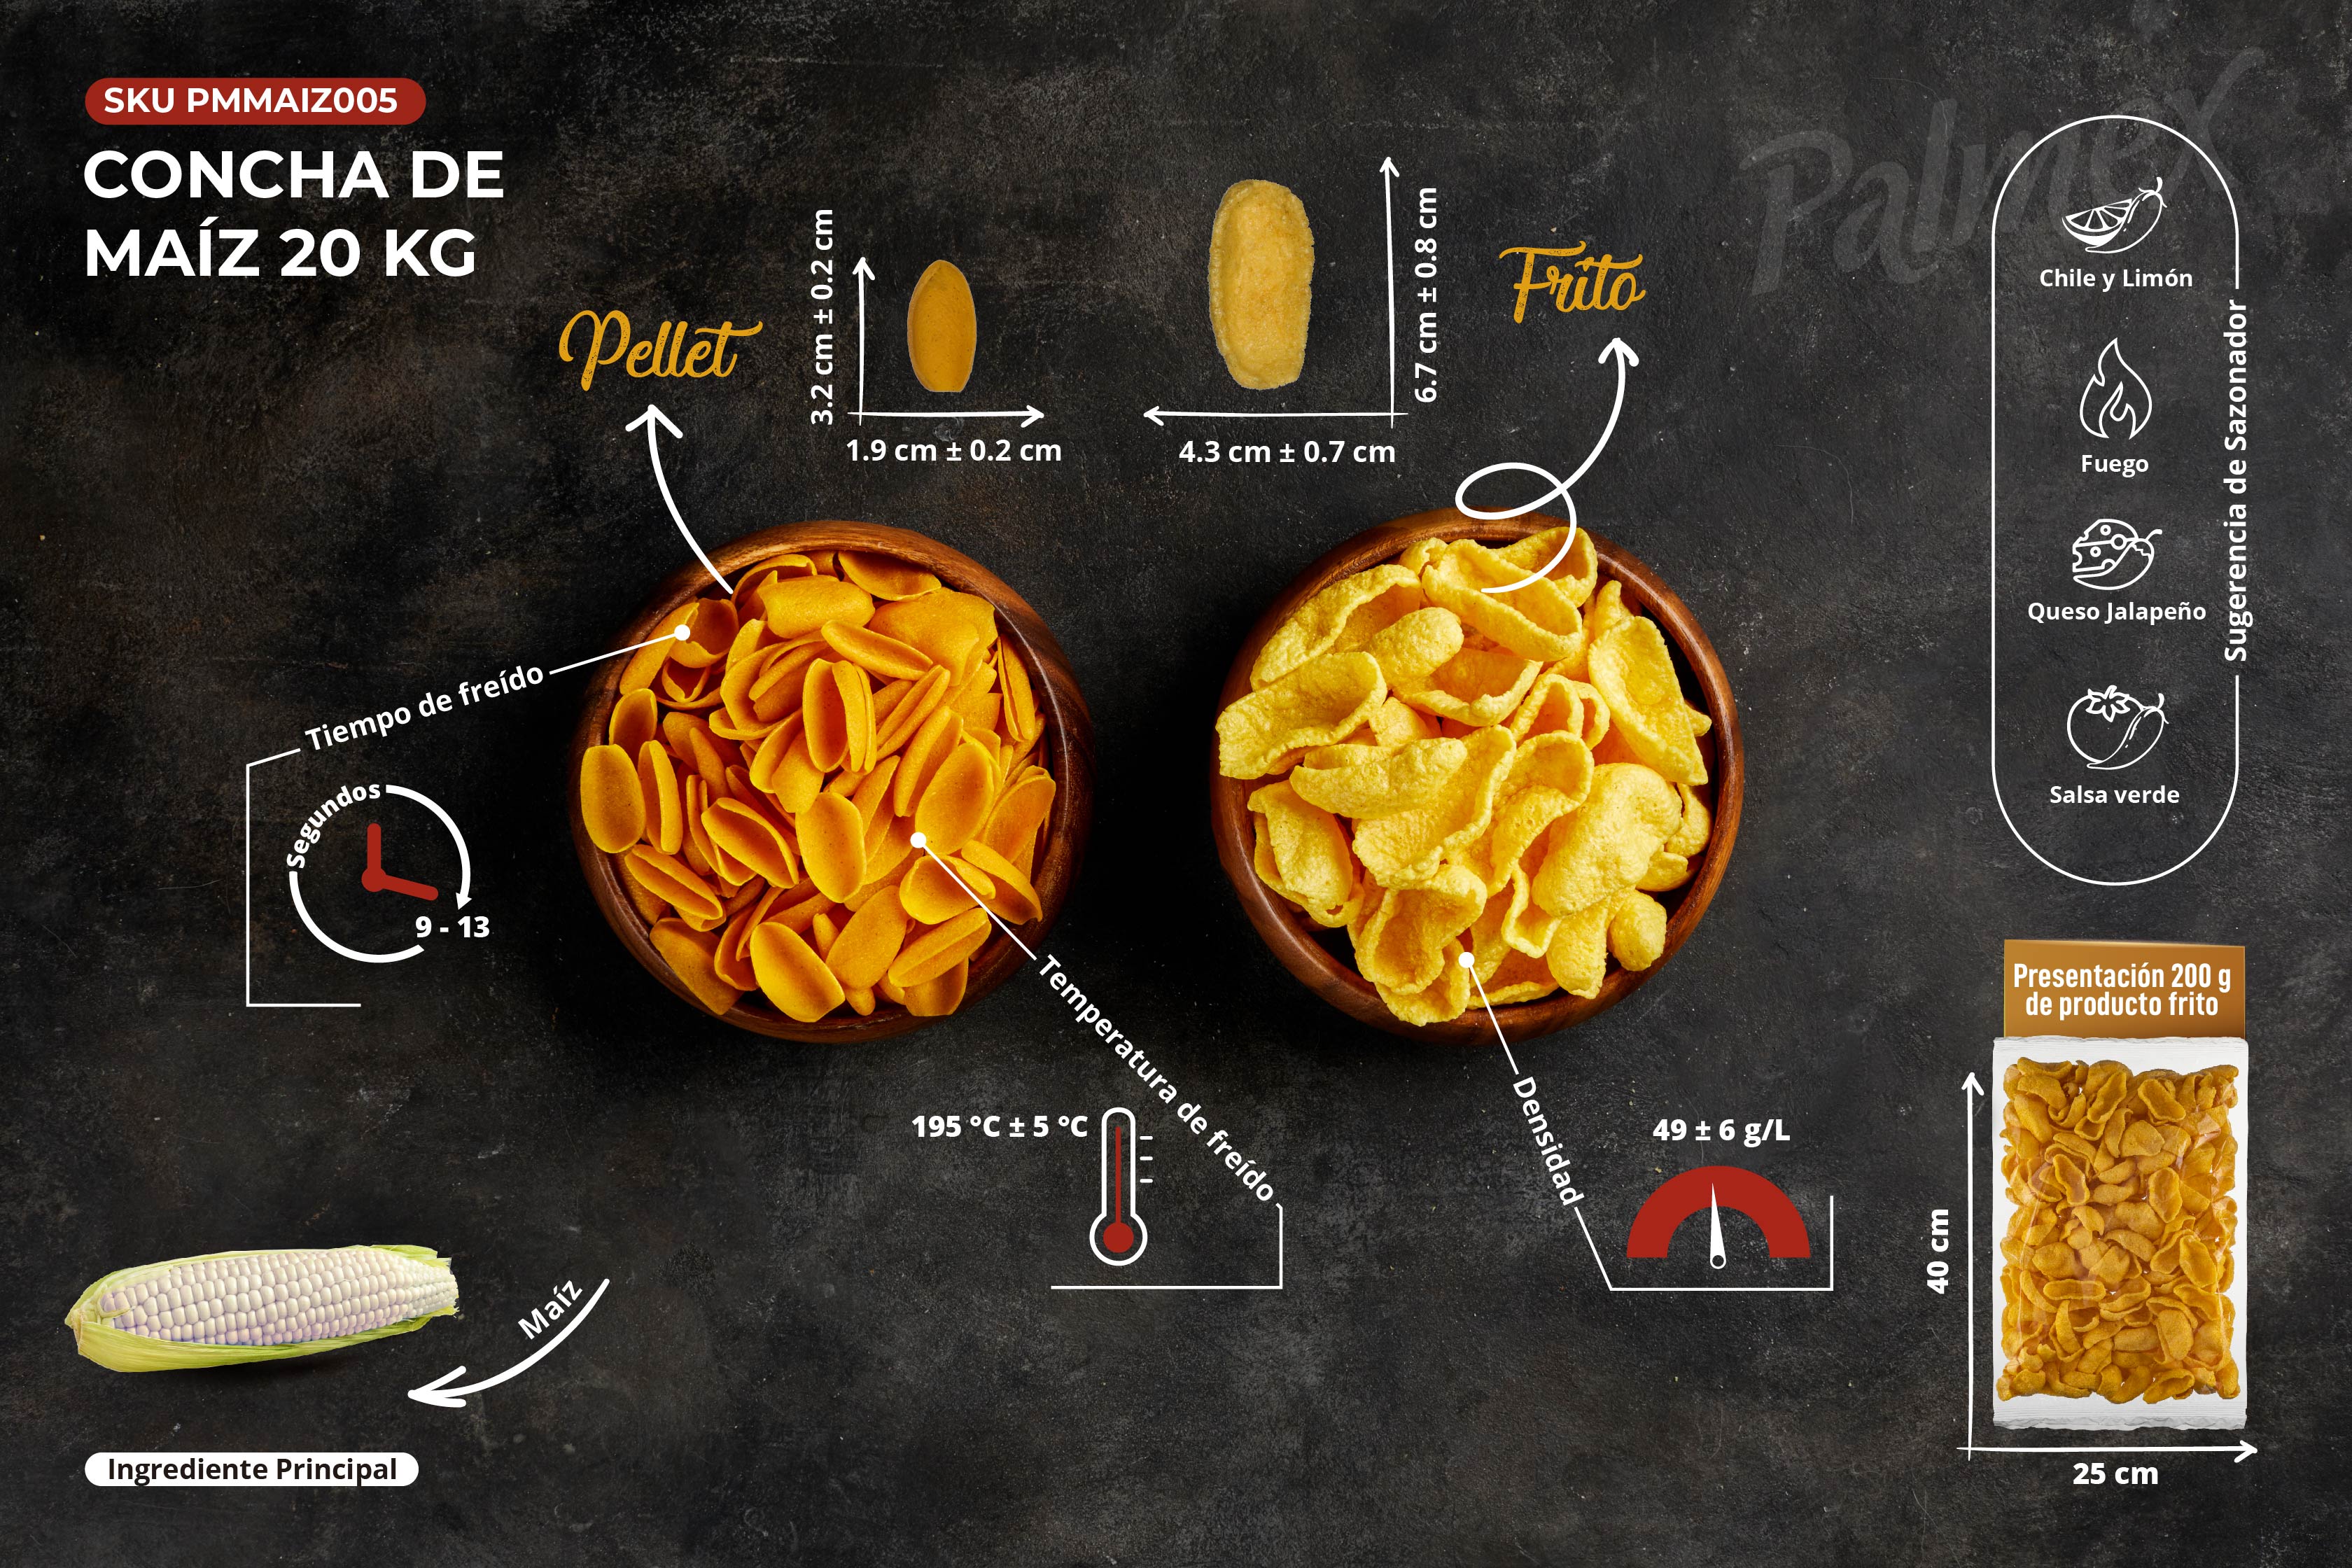 SKU PMMAIZ005
CONCHA DE
MAÍZ 20 KG
Pellet
3.2 cm ± 0.2 cm
1.9 cm ± 0.2 cm
6.7 cm ± 0.8 cm
4.3 cm ± 0.7 cm
Frito
Palmex
Chile y Limón
Fuego
Queso Jalapeño
Salsa verde
Sugerencia de Sazonador
Tiempo de freído
Segundos
9 - 13
Temperatura de freído
195 °C ± 5 °C
Densidad
49 ± 6 g/L
Presentación 200 g
de producto frito
40 cm
25 cm
Maíz
Ingrediente Principal